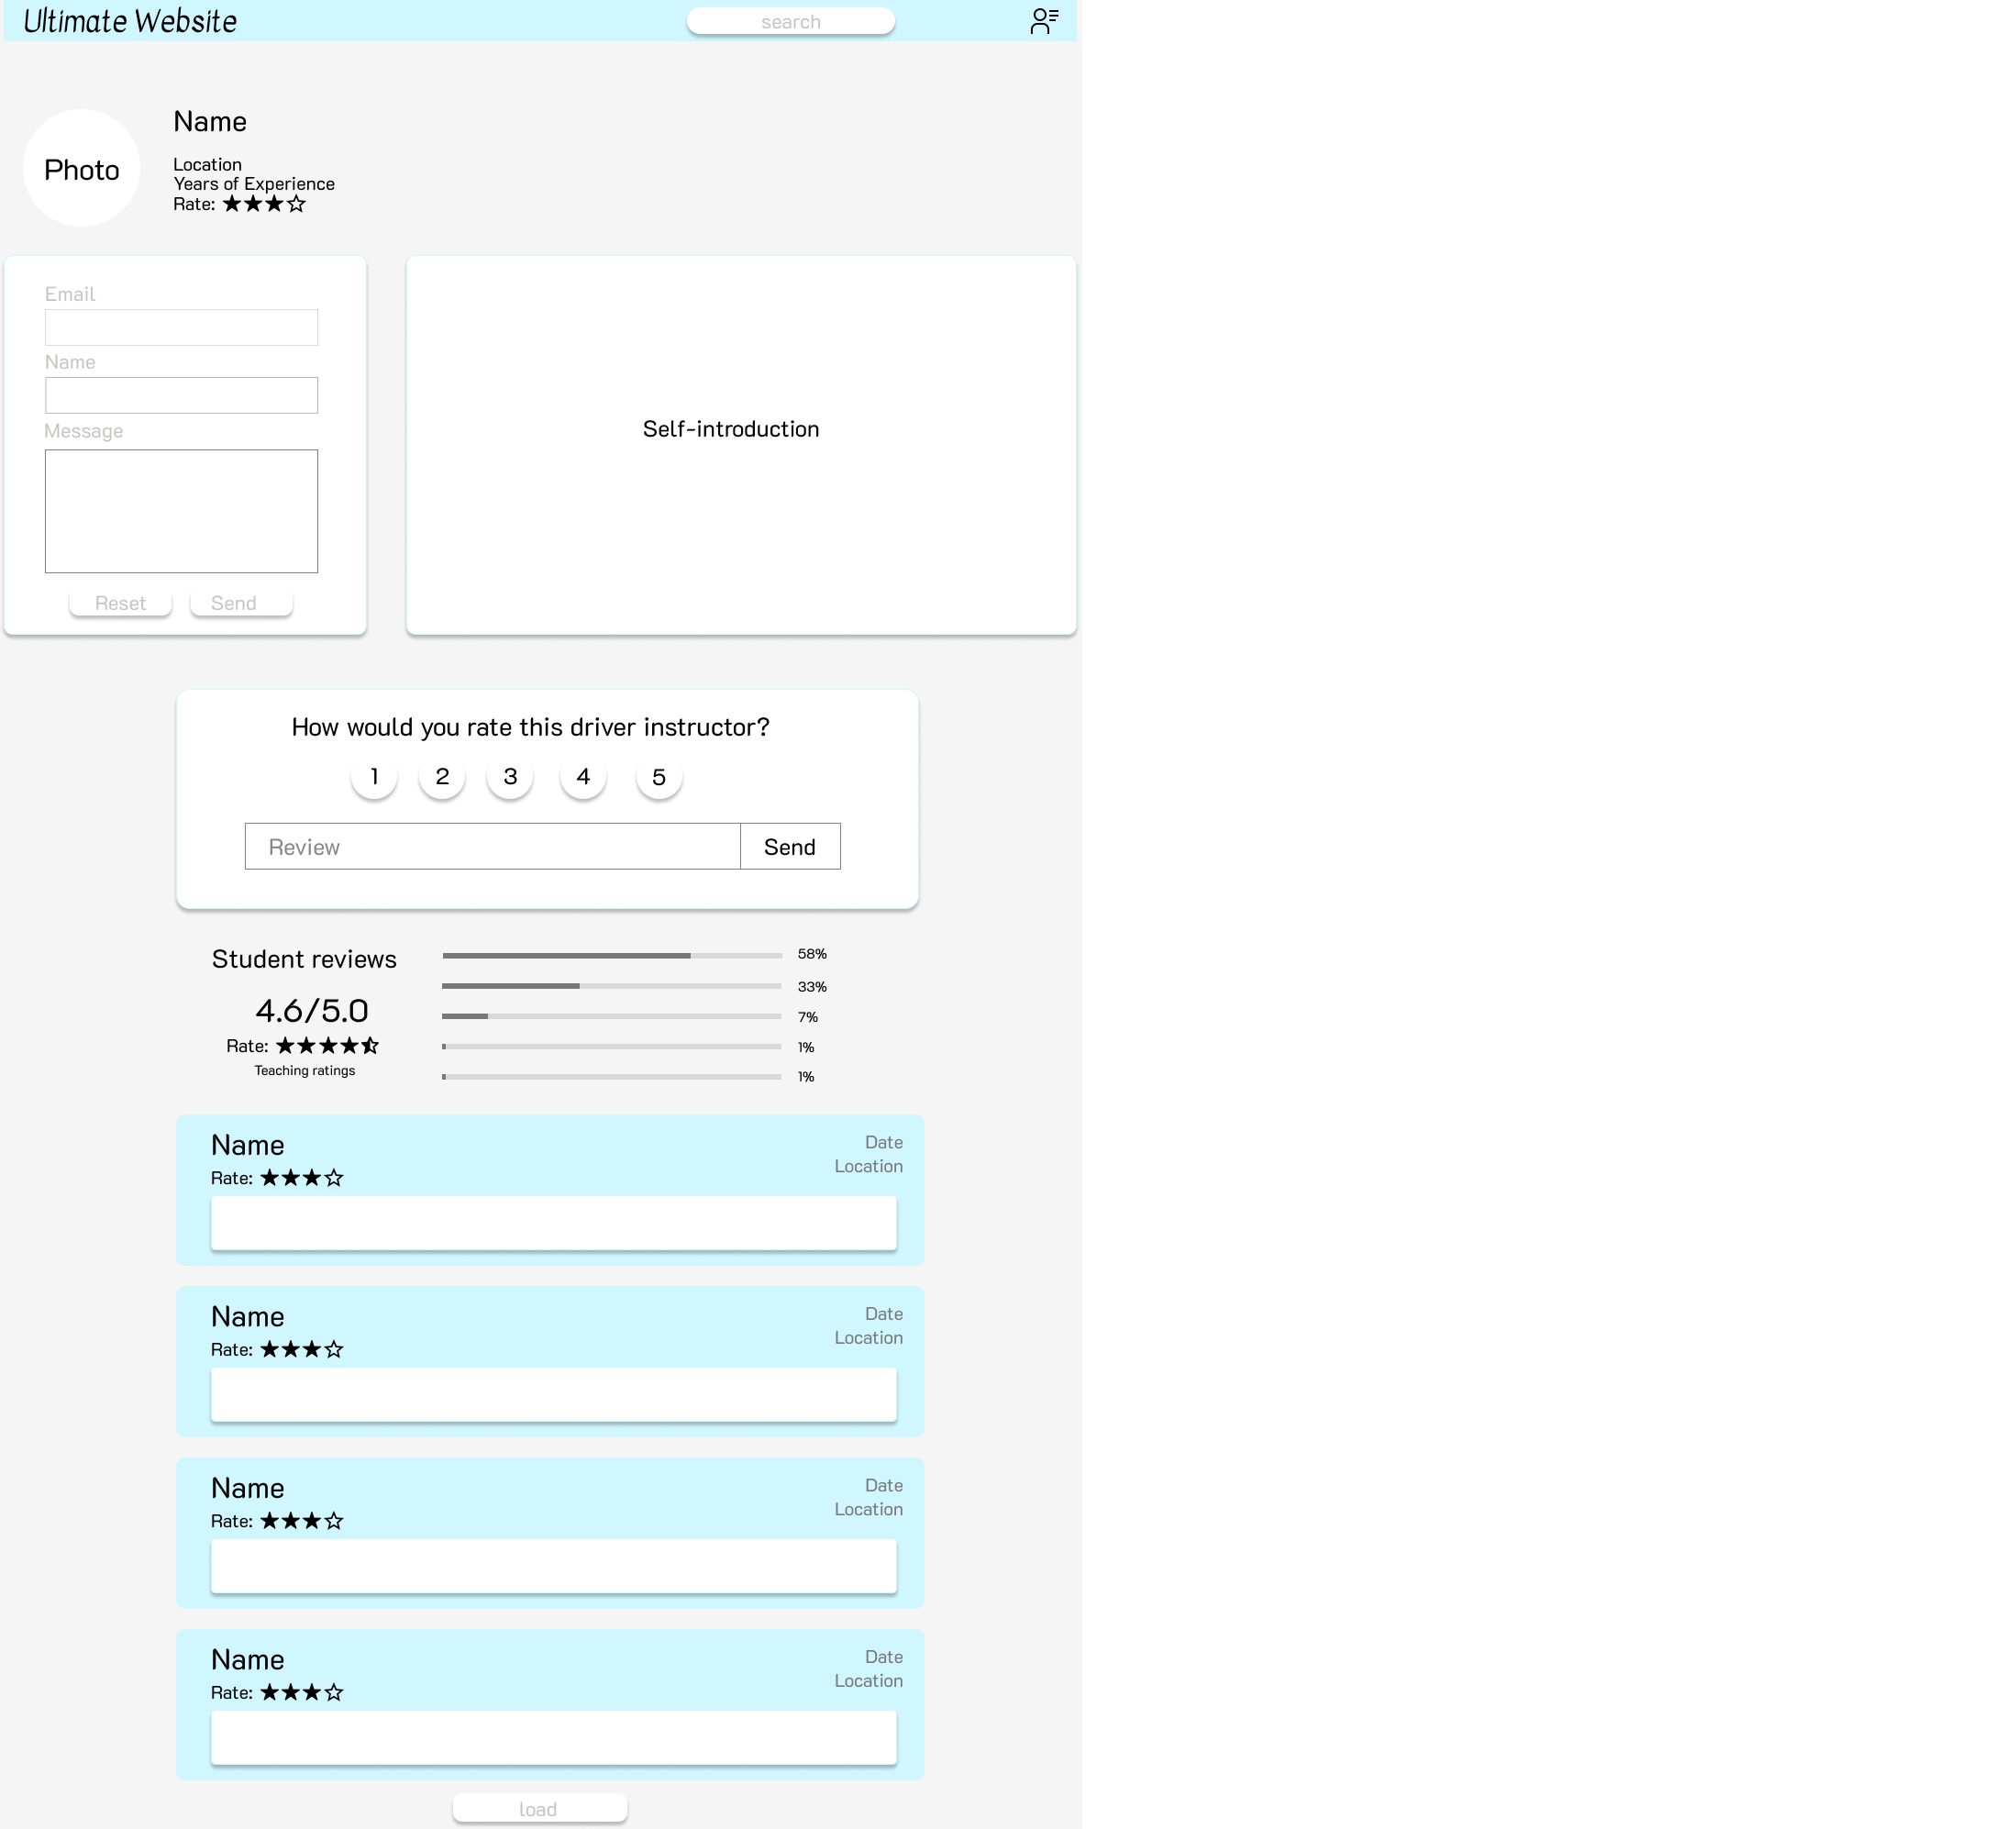 Ultimate Website
search
Name
Photo
Location
Years of Experience
Rate: ★★★☆
Email
Name
Message
Reset
Send
Self-introduction
How would you rate this driver instructor?
1 2 3 4 5
Review
Send
Student reviews
4.6/5.0
Rate:
Teaching ratings
58%
33%
7%
1%
1%
Name
Rate: ★★★☆
Date
Location
Name
Rate: ★★★☆
Date
Location
Name
Rate: ★★★☆
Date
Location
Name
Rate: ★★★☆
Date
Location
load